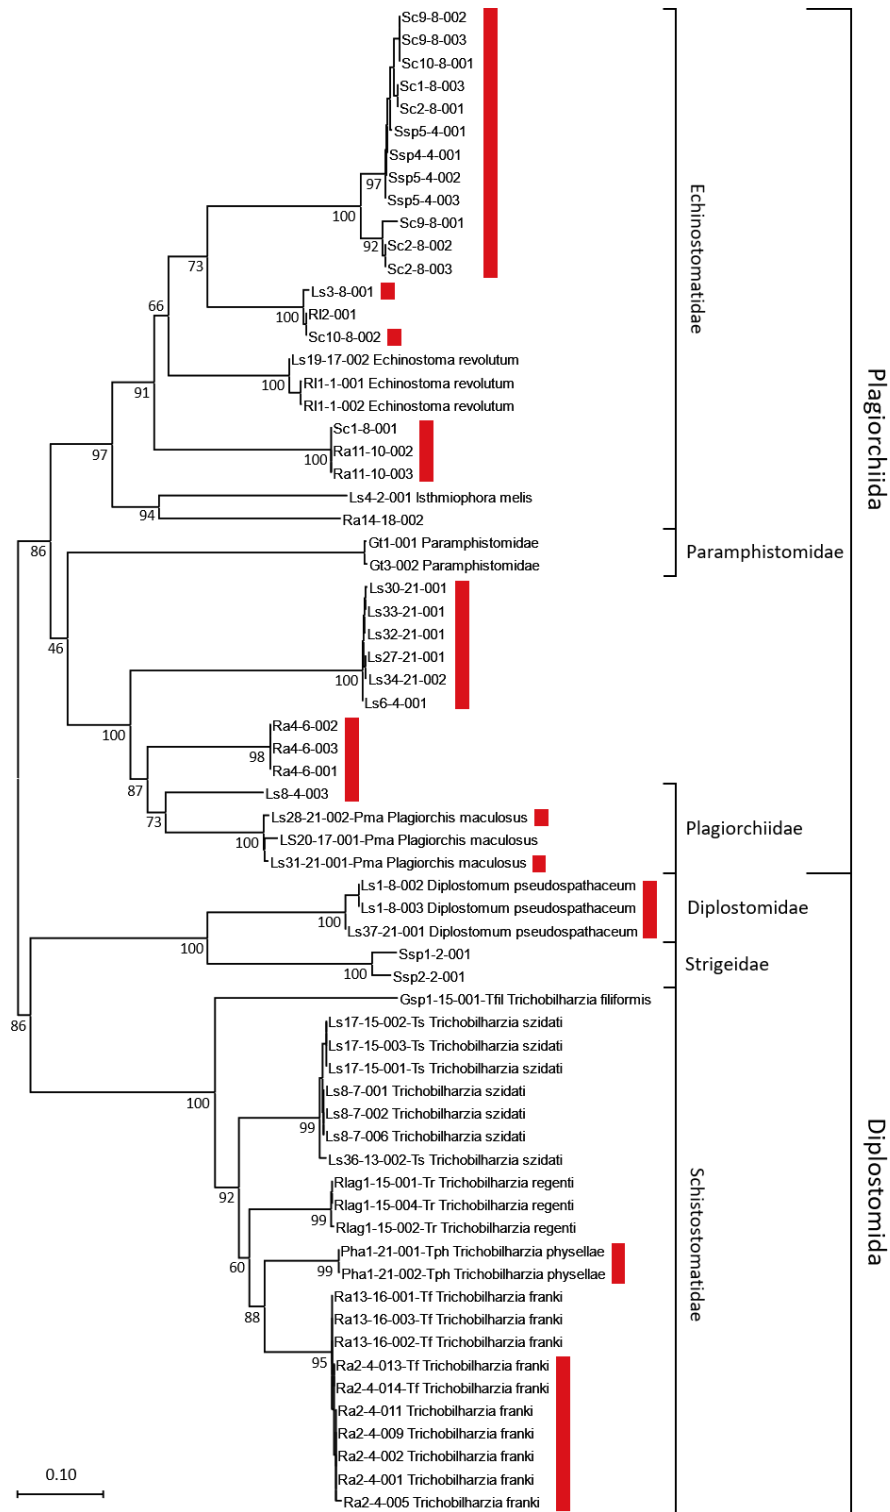 Sc9-8-002
Sc9-8-003
Sc10-8-001
Sc1-8-003
Sc2-8-001
Ssp5-4-001
Ssp4-4-001
Ssp5-4-002
97
Ssp5-4-003
100
Sc9-8-001
92
Sc2-8-002
Sc2-8-003
73
Ls3-8-001
66
100
Rl2-001
Sc10-8-002
Ls19-17-002 Echinostoma revolutum
100
Rl1-1-001 Echinostoma revolutum
91
Rl1-1-002 Echinostoma revolutum
Sc1-8-001
97
100
Ra11-10-002
Ra11-10-003
Ls4-2-001 Isthmiophora melis
94
Ra14-18-002
Echinostomatidae
Plagiorchiida
86
Gt1-001 Paramphistomidae
Gt3-002 Paramphistomidae
Paramphistomidae
Ls30-21-001
Ls33-21-001
Ls32-21-001
46
Ls27-21-001
100
Ls34-21-002
Ls6-4-001
100
Ra4-6-002
98
Ra4-6-003
Ra4-6-001
87
Ls8-4-003
73
Ls28-21-002-Pma Plagiorchis maculosus
100
LS20-17-001-Pma Plagiorchis maculosus
Ls31-21-001-Pma Plagiorchis maculosus
Plagiorchiidae
Ls1-8-002 Diplostomum pseudospathaceum
100
Ls1-8-003 Diplostomum pseudospathaceum
Ls37-21-001 Diplostomum pseudospathaceum
Diplostomidae
100
Ssp1-2-001
100
Ssp2-2-001
Strigeidae
86
Gsp1-15-001-Tfil Trichobilharzia filiformis
Ls17-15-002-Ts Trichobilharzia szidati
Ls17-15-003-Ts Trichobilharzia szidati
Ls17-15-001-Ts Trichobilharzia szidati
100
Ls8-7-001 Trichobilharzia szidati
99
Ls8-7-002 Trichobilharzia szidati
Ls8-7-006 Trichobilharzia szidati
Ls36-13-002-Ts Trichobilharzia szidati
92
Rlag1-15-001-Tr Trichobilharzia regenti
99
Rlag1-15-004-Tr Trichobilharzia regenti
Rlag1-15-002-Tr Trichobilharzia regenti
60
Pha1-21-001-Tph Trichobilharzia physellae
99
Pha1-21-002-Tph Trichobilharzia physellae
88
Ra13-16-001-Tf Trichobilharzia franki
Ra13-16-003-Tf Trichobilharzia franki
Ra13-16-002-Tf Trichobilharzia franki
95
Ra2-4-013-Tf Trichobilharzia franki
Ra2-4-014-Tf Trichobilharzia franki
Ra2-4-011 Trichobilharzia franki
Ra2-4-009 Trichobilharzia franki
Ra2-4-002 Trichobilharzia franki
Ra2-4-001 Trichobilharzia franki
Ra2-4-005 Trichobilharzia franki
Schistostomatidae
Diplostomida
0.10